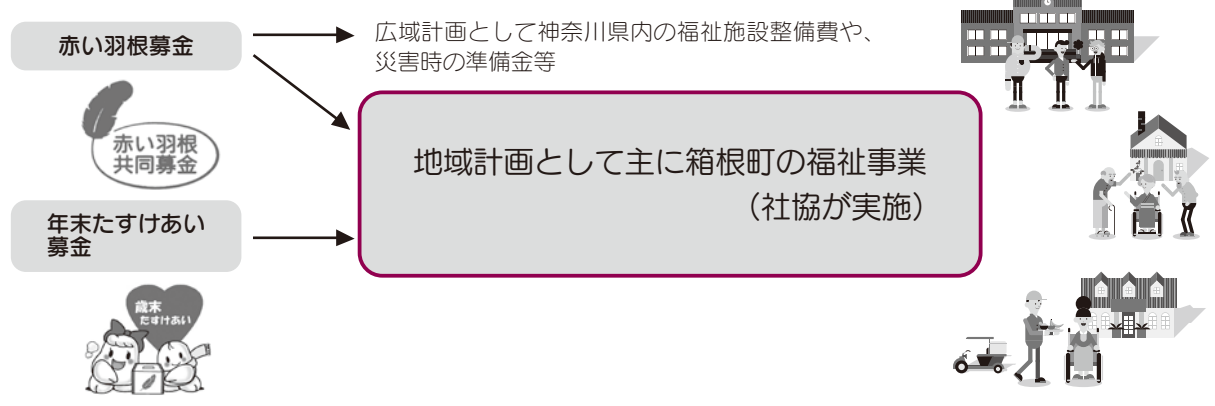 赤い羽根募金
広域計画として神奈川県内の福祉施設整備費や、
災害時の準備金等
赤い羽根
共同募金
地域計画として主に箱根町の福祉事業
（社協が実施）
年末たすけあい
募金
歳末
たすけあい